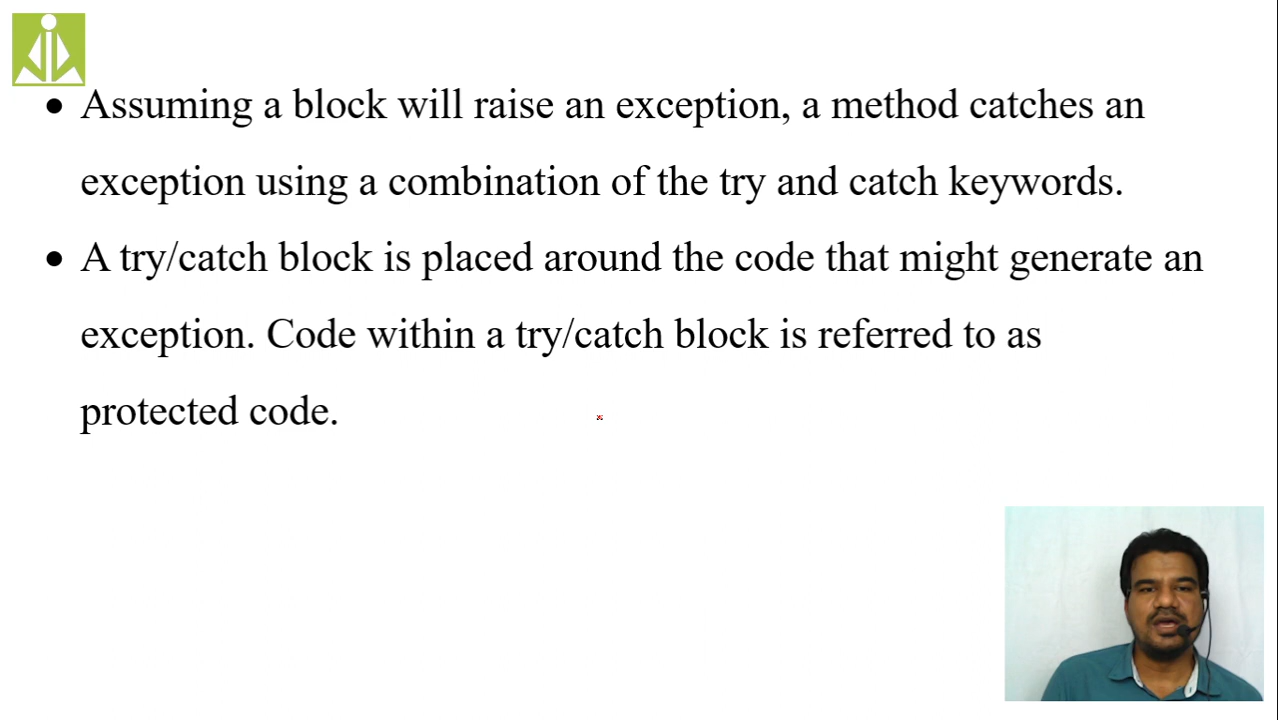 • Assuming a block will raise an exception, a method catches an
exception using a combination of the try and catch keywords.
• A try/catch block is placed around the code that might generate an
exception. Code within a try/catch block is referred to as
protected code.